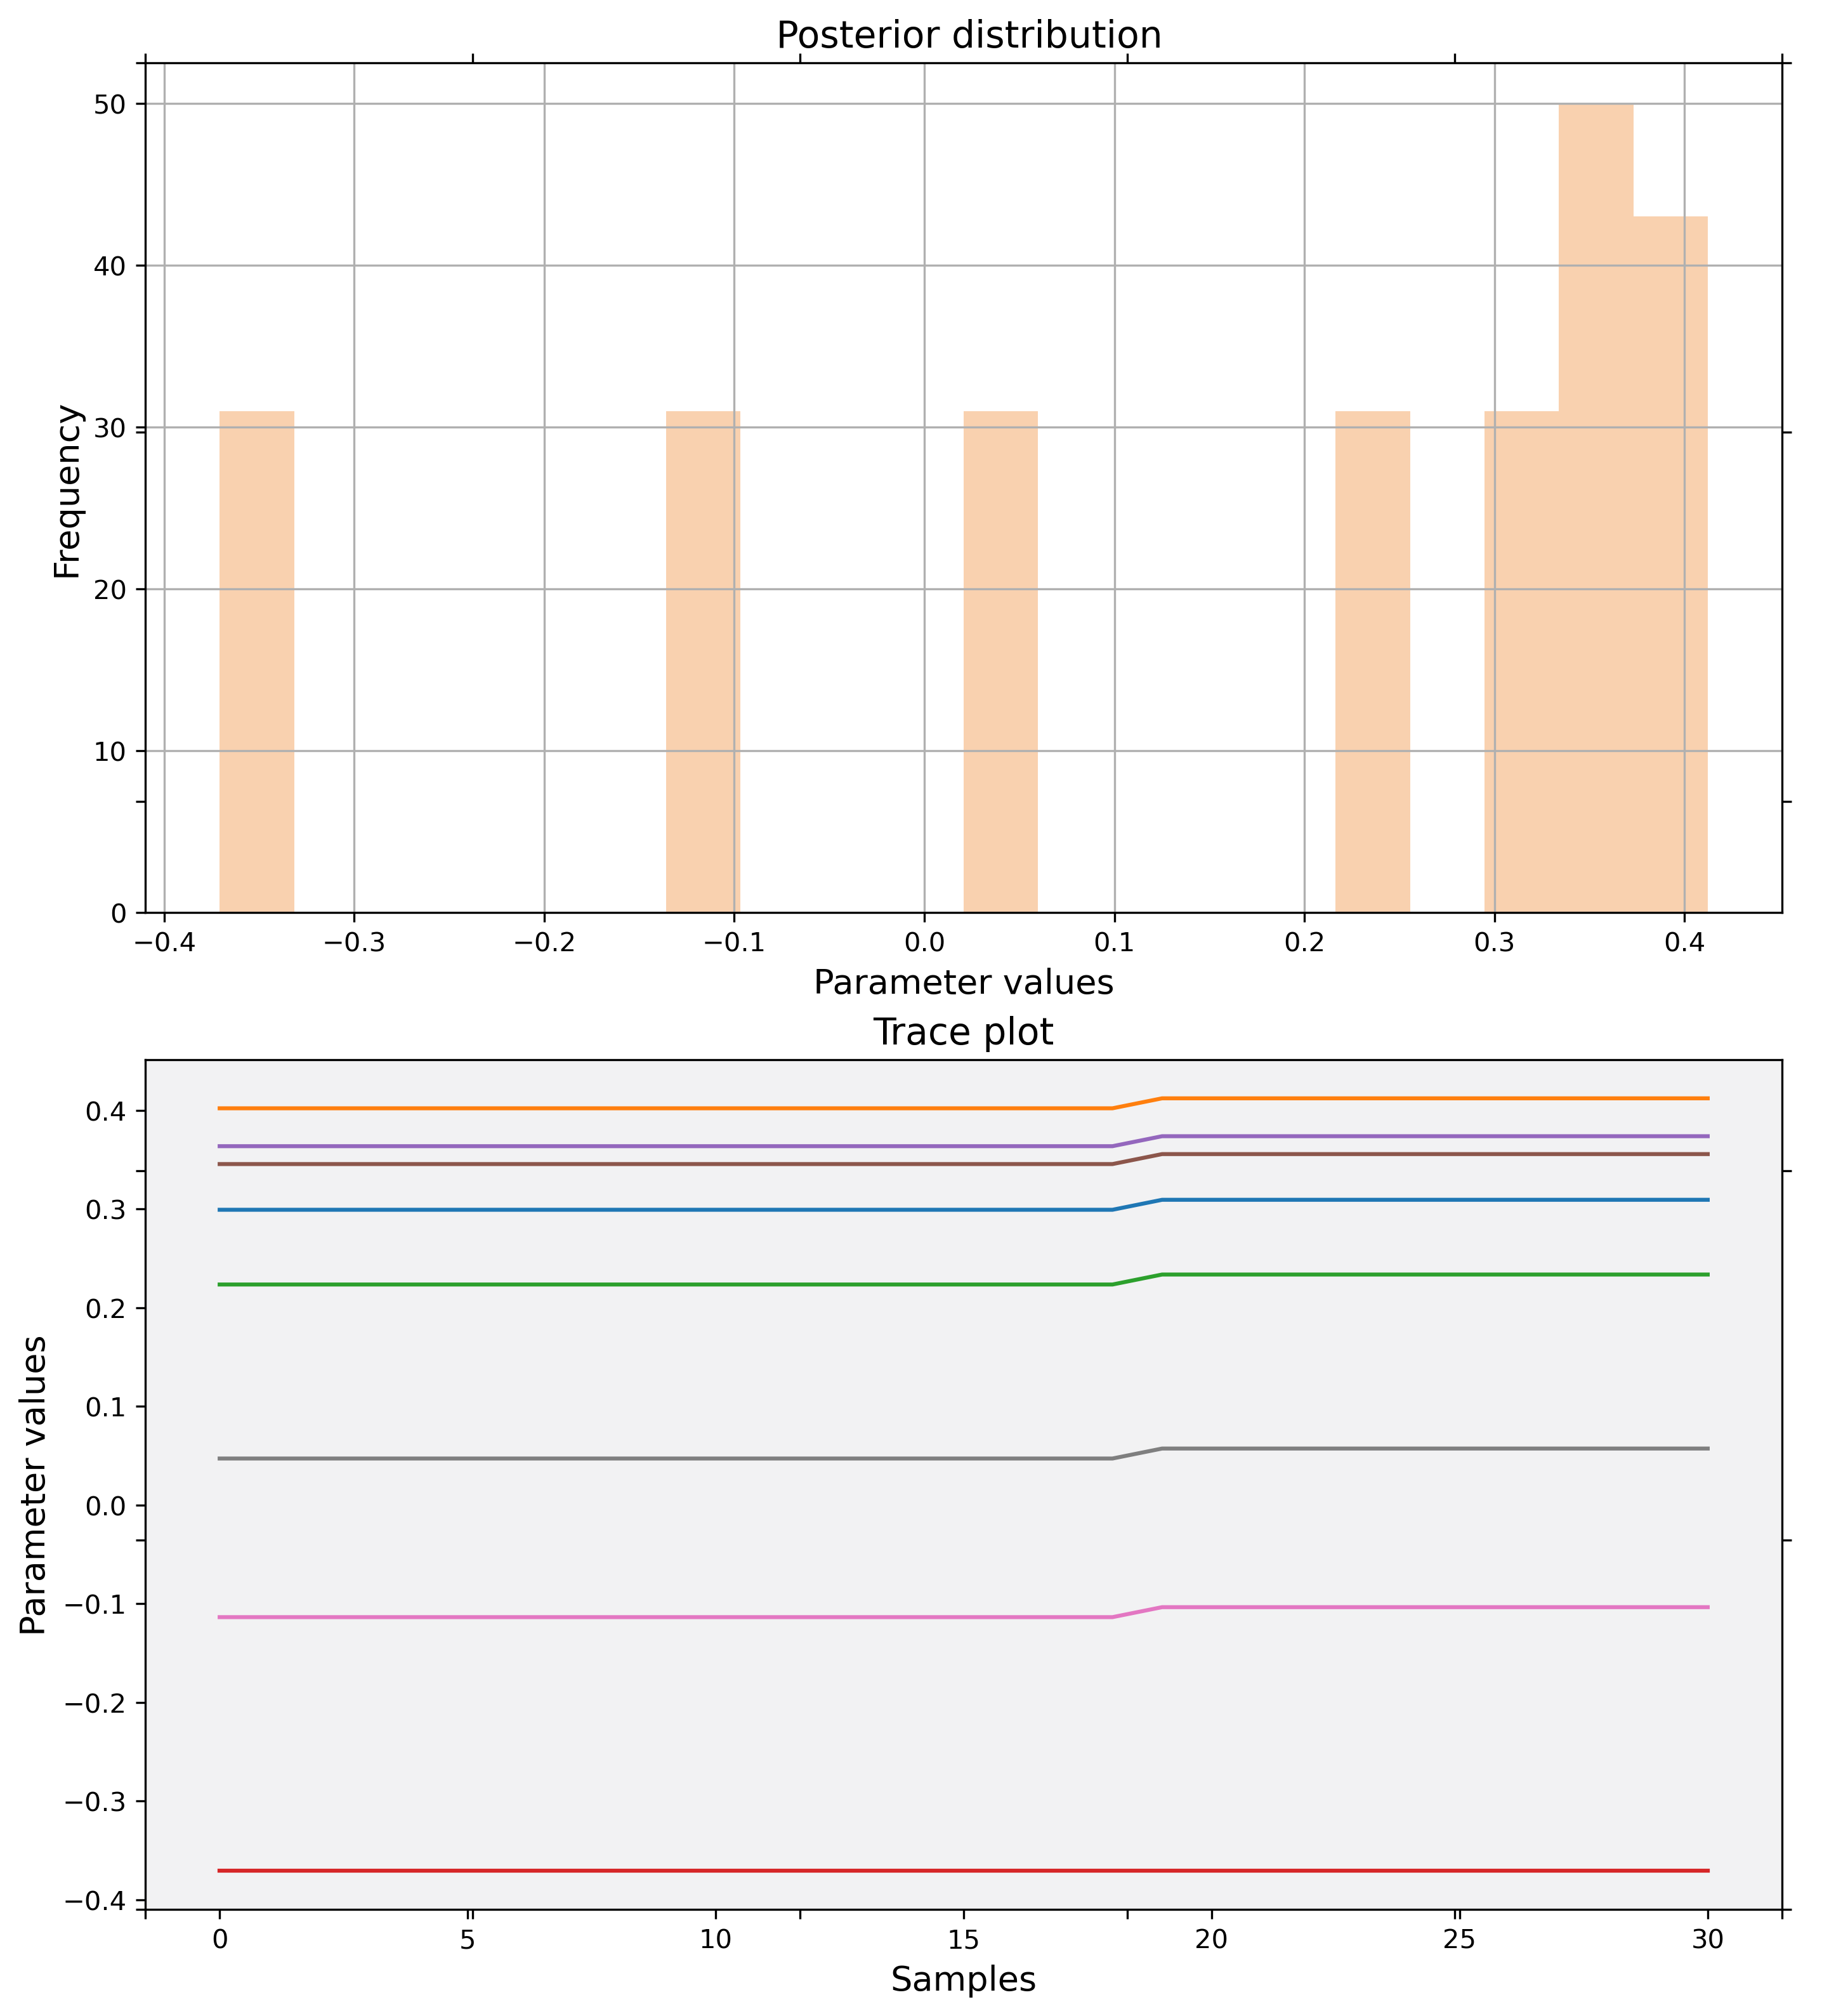 Posterior distribution
50
40
30
20
10
0
Frequency
−0.4 −0.3 −0.2 −0.1 0.0 0.1 0.2 0.3 0.4
Parameter values
Trace plot
0.4
0.3
0.2
0.1
0.0
−0.1
−0.2
−0.3
−0.4
Parameter values
0 5 10 15 20 25 30
Samples